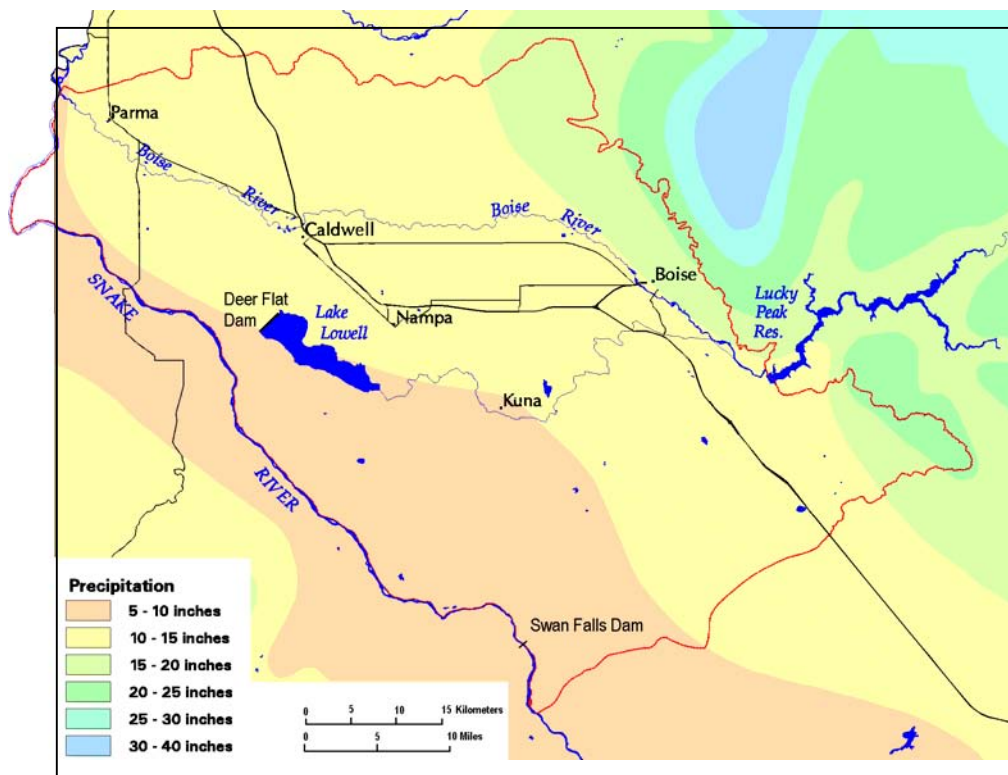 Parma
Boise
River
Boise
River
Caldwell
Boise
SNAKE
Deer Flat
Dam
Lake
Lowell
Nampa
Lucky
Peak
Res.
Kuna
RIVER
Swan Falls Dam
Precipitation
5 - 10 inches
10 - 15 inches
15 - 20 inches
20 - 25 inches
25 - 30 inches
30 - 40 inches
0 5 10 15 Kilometers
0 5 10 Miles